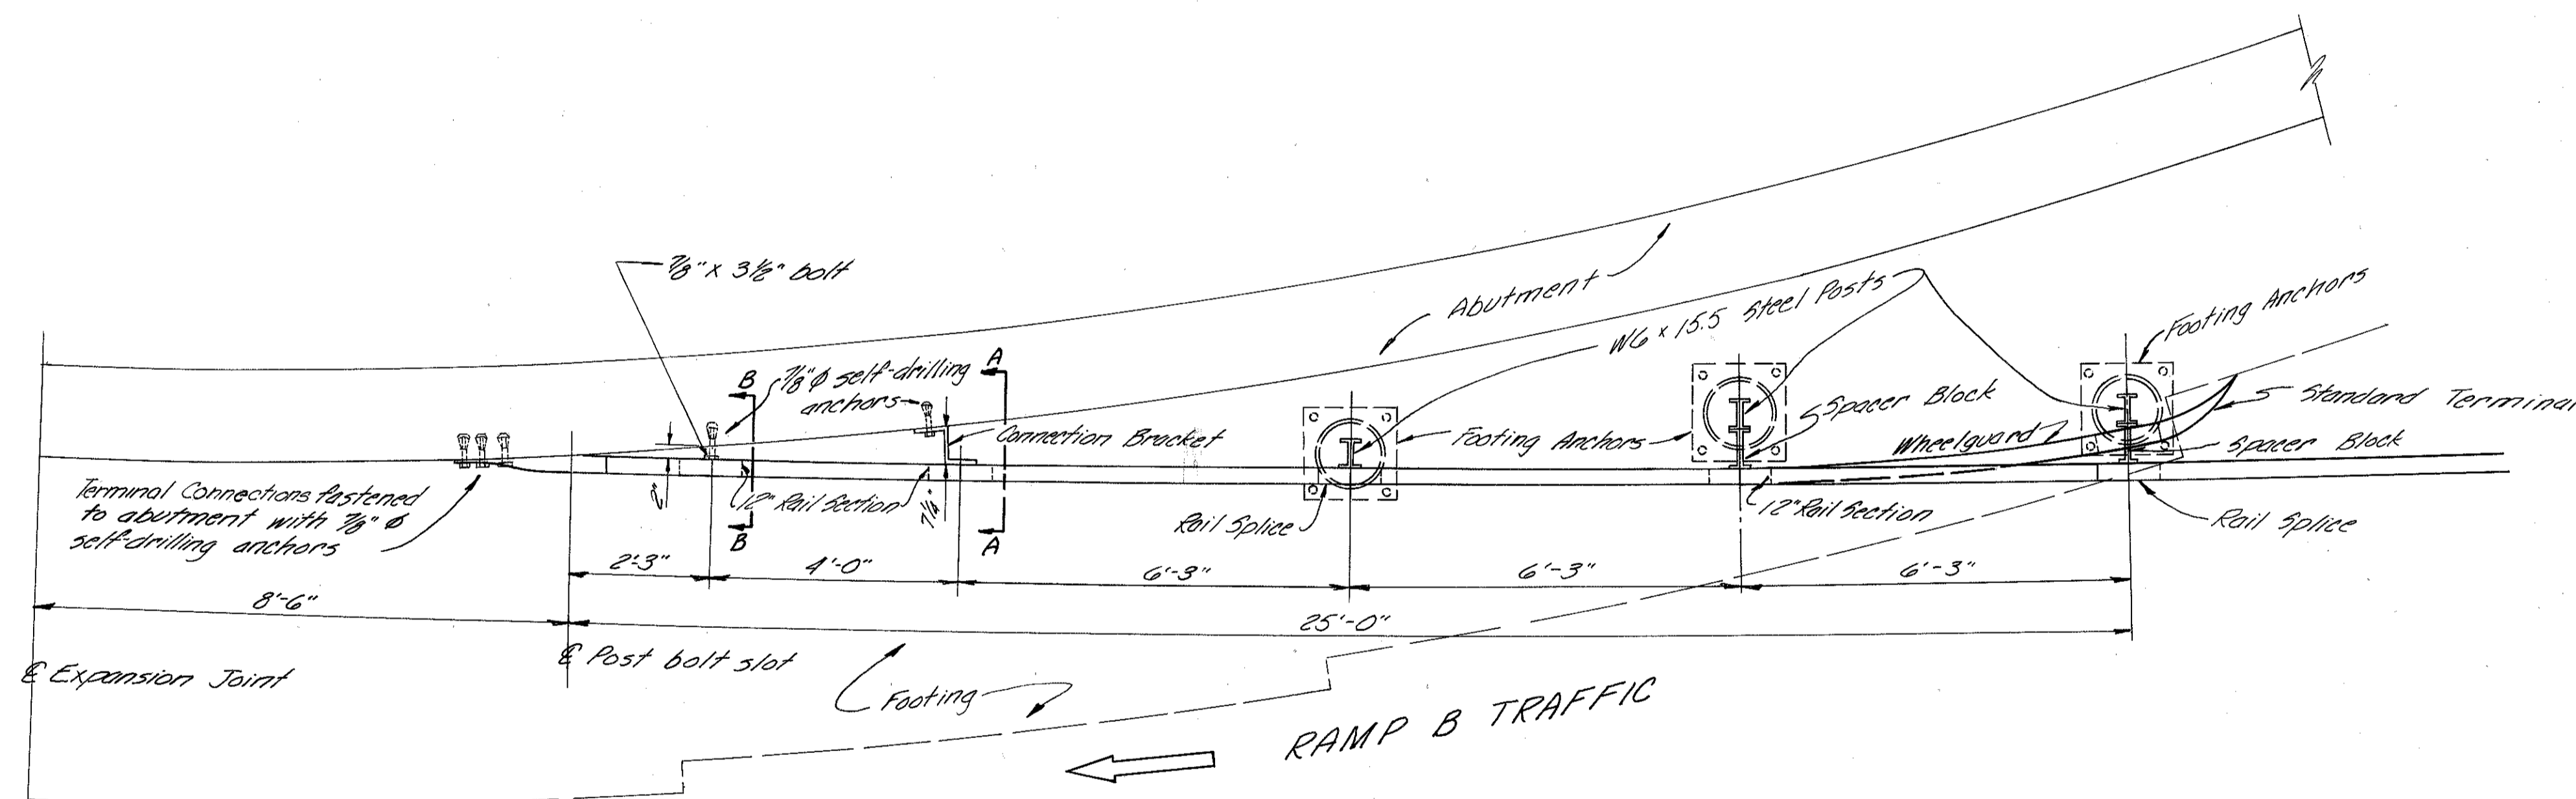 7/8" x 3 1/2" bolt
Abutment
W6 x 15.5 Steel Posts
Footing Anchors
B
7/8" ϕ self-drilling
anchors
A
Connection Bracket
Footing Anchors
Spacer Block
Wheelguard
Standard Terminal
Spacer Block
Terminal Connections fastened
to abutment with 7/8" ϕ
self-drilling anchors
2"
12" Rail Section
7 1/4"
B
A
Rail Splice
12" Rail Section
Rail Splice
2'-3"
4'-0"
6'-3"
6'-3"
6'-3"
8'-6"
25'-0"
℄ Expansion Joint
℄ Post bolt slot
Footing
RAMP B TRAFFIC